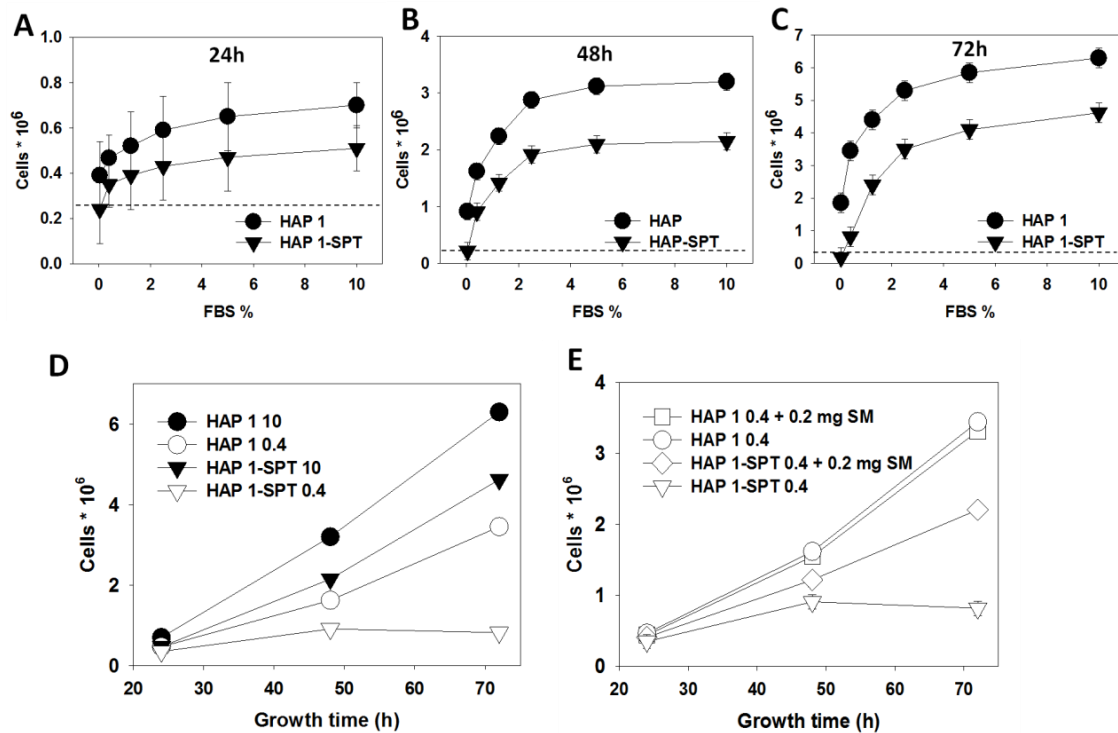 A
24h
Cells * 10^6
1.0
0.8
0.6
0.4
0.2
0.0
HAP 1
HAP 1-SPT
0 2 4 6 8 10
FBS %
B
48h
Cells * 10^6
4
3
2
1
0
HAP
HAP-SPT
0 2 4 6 8 10
FBS %
C
72h
Cells * 10^6
7
6
5
4
3
2
1
0
HAP 1
HAP 1-SPT
0 2 4 6 8 10
FBS %
D
Cells * 10^6
6
4
2
0
HAP 1 10
HAP 1 0.4
HAP 1-SPT 10
HAP 1-SPT 0.4
20 30 40 50 60 70
Growth time (h)
E
Cells * 10^6
4
3
2
1
0
HAP 1 0.4 + 0.2 mg SM
HAP 1 0.4
HAP 1-SPT 0.4 + 0.2 mg SM
HAP 1-SPT 0.4
20 30 40 50 60 70
Growth time (h)